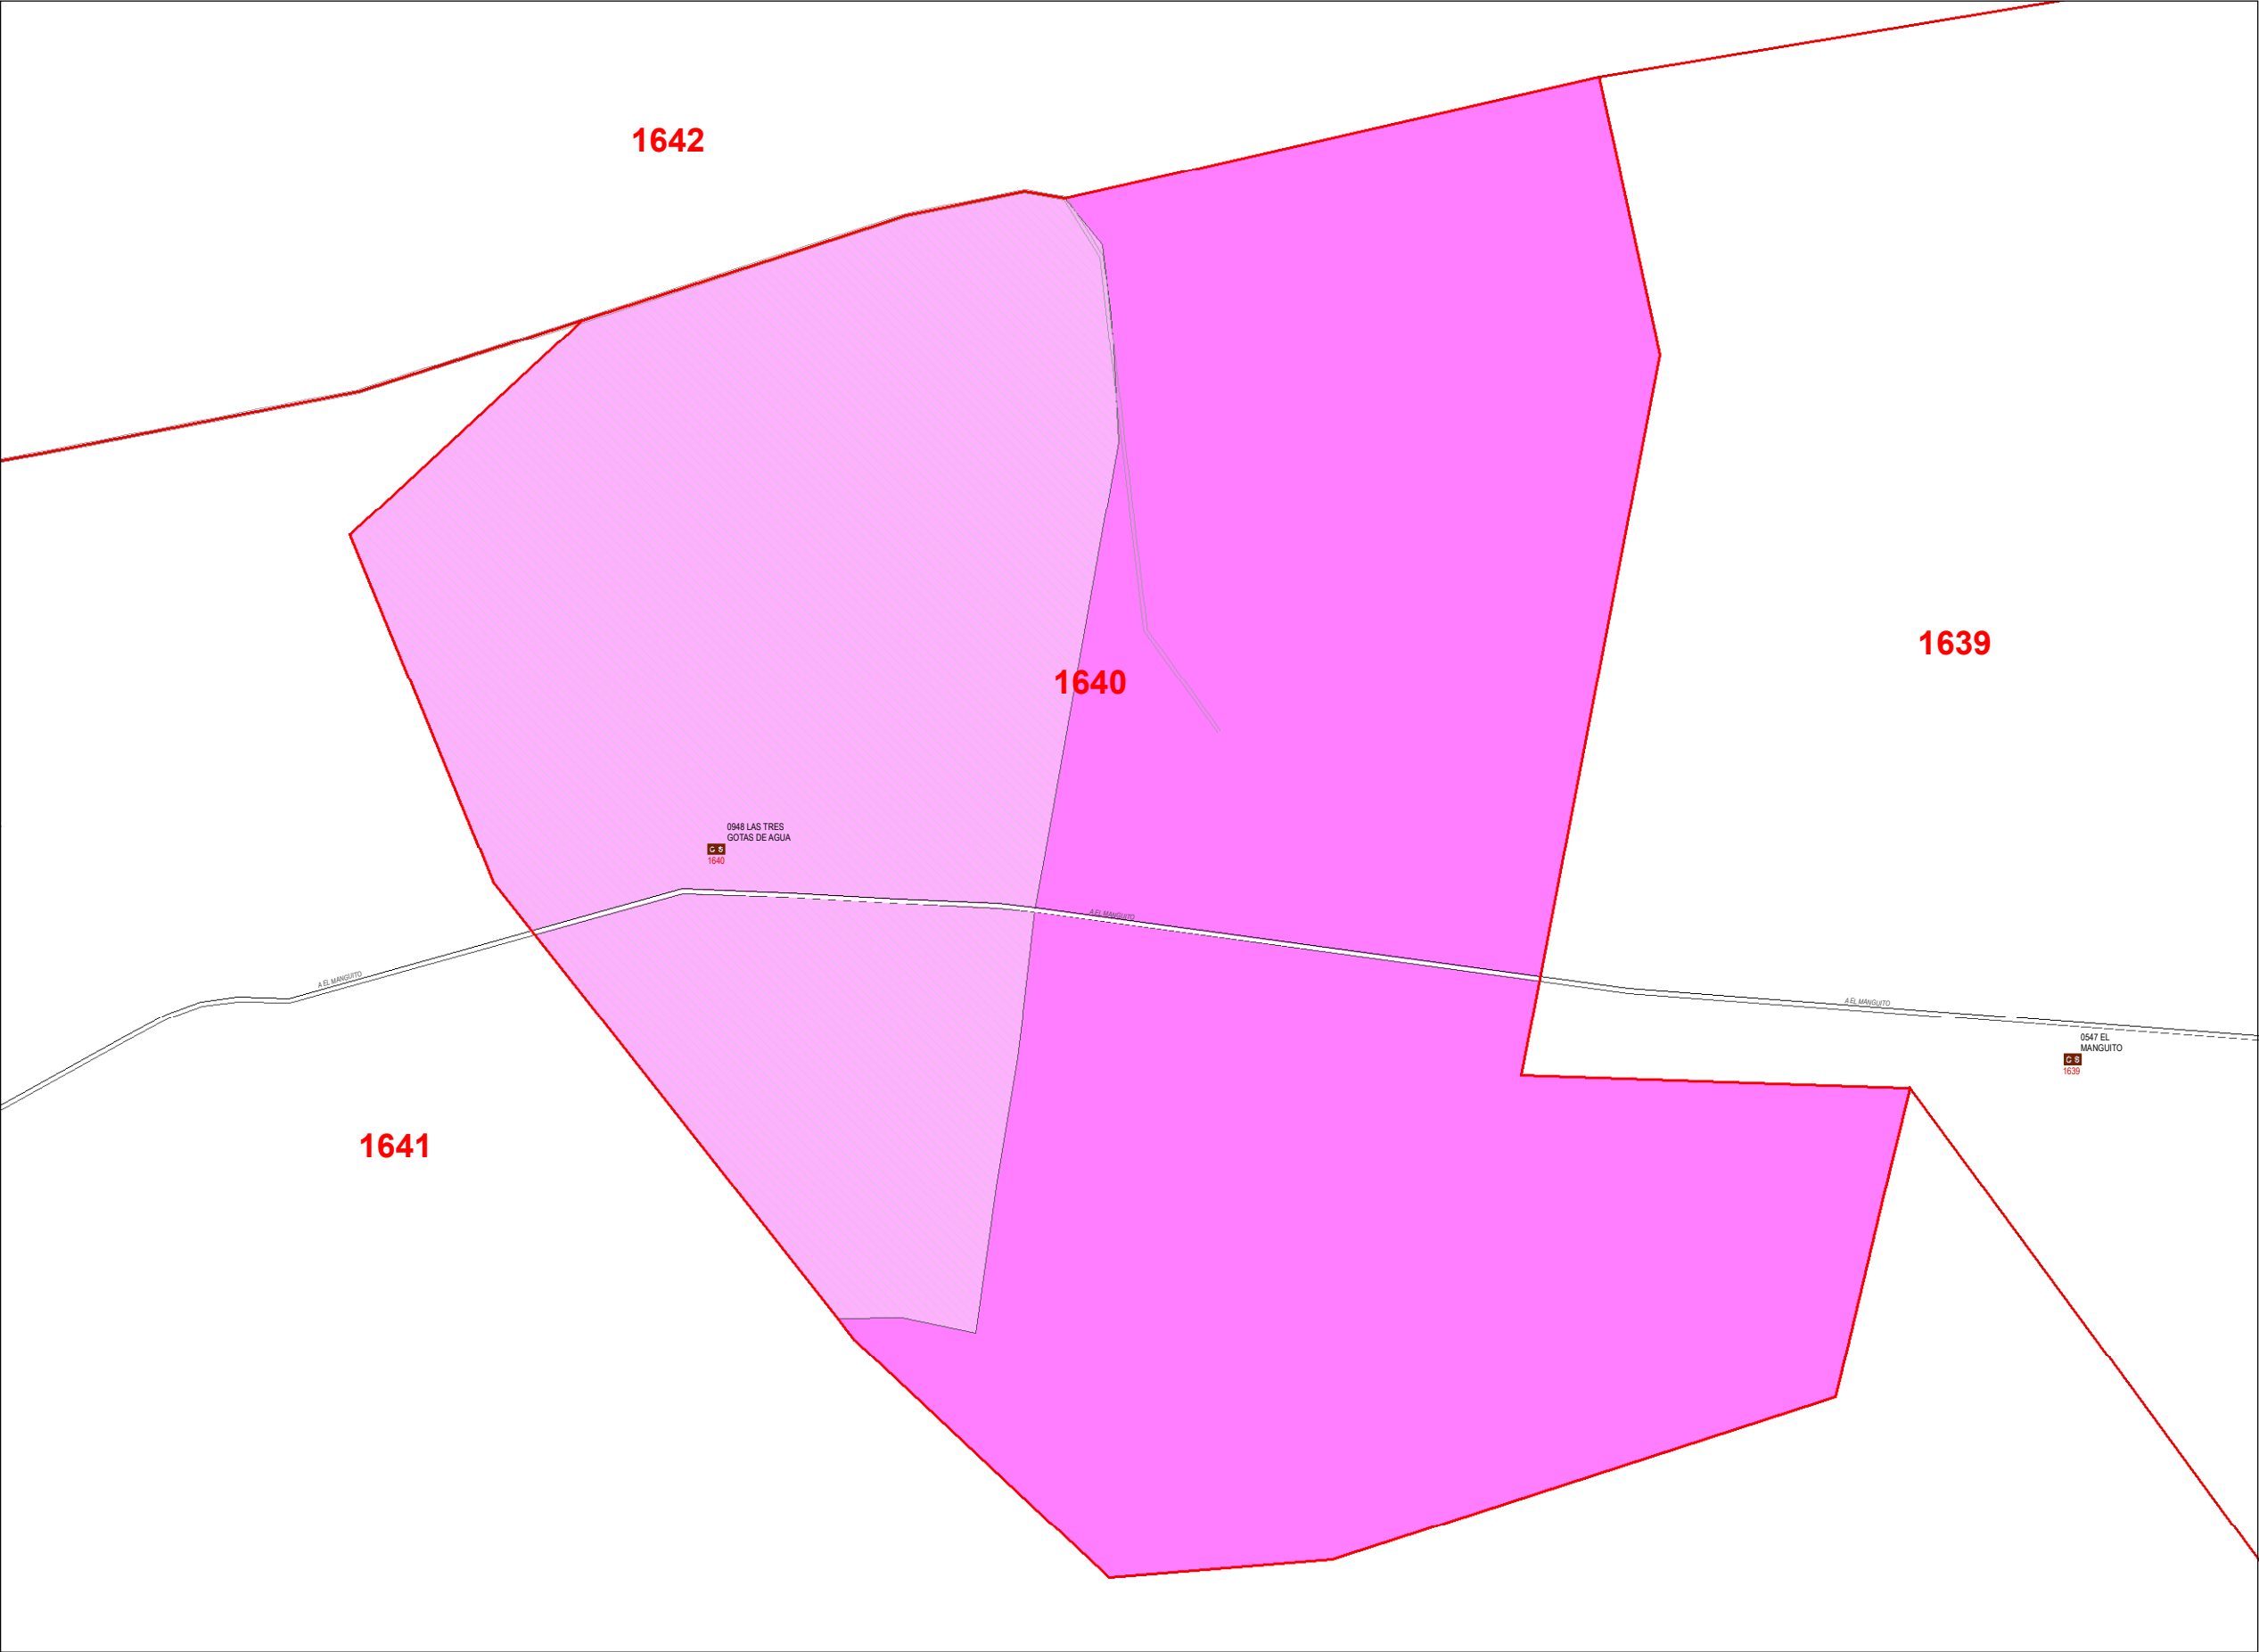 1642
1639
1640
0948 LAS TRES
GOTAS DE AGUA
C S
1640
A EL MANGUITO
A EL MANGUITO
A EL MANGUITO
0547 EL
MANGUITO
C S
1639
1641